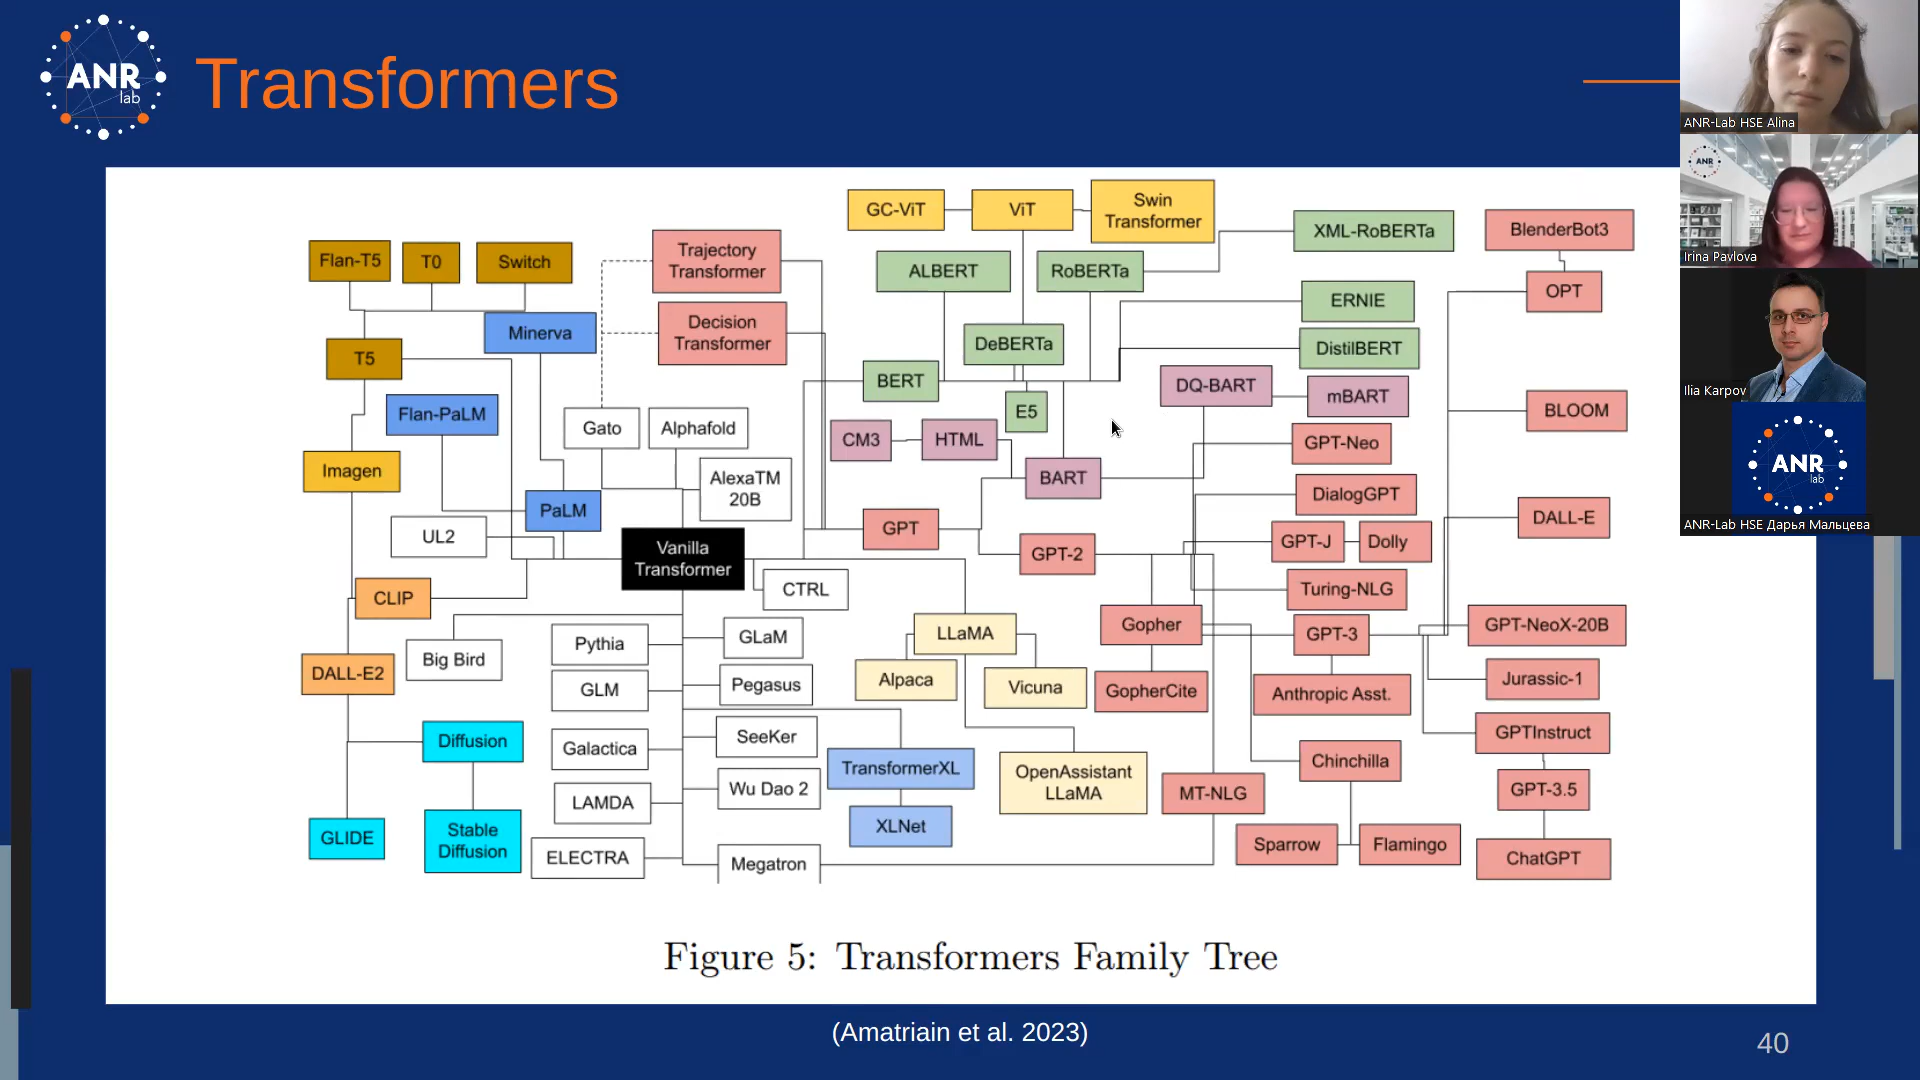 ANR
lab
Transformers
GC-ViT
ViT
Swin
Transformer
XML-RoBERTa
BlenderBot3
Flan-T5
T0
Switch
Trajectory
Transformer
ALBERT
RoBERTa
ERNIE
OPT
Minerva
Decision
Transformer
DeBERTa
DistilBERT
T5
BERT
DQ-BART
mBART
Flan-PaLM
E5
BLOOM
Gato
Alphafold
CM3
HTML
GPT-Neo
Imagen
AlexaTM
20B
BART
DialogGPT
PaLM
UL2
GPT
DALL-E
Vanilla
Transformer
GPT-2
GPT-J
Dolly
CLIP
CTRL
Turing-NLG
Big Bird
Pythia
GLaM
LLaMA
Gopher
GPT-3
GPT-NeoX-20B
DALL-E2
GLM
Pegasus
Alpaca
Vicuna
GopherCite
Anthropic Asst.
Jurassic-1
Diffusion
Galactica
SeeKer
TransformerXL
OpenAssistant
LLaMA
Chinchilla
GPTInstruct
LAMDA
Wu Dao 2
MT-NLG
GPT-3.5
GLIDE
Stable
Diffusion
ELECTRA
Megatron
XLNet
Sparrow
Flamingo
ChatGPT
Figure 5: Transformers Family Tree
(Amatriain et al. 2023)
40
ANR-Lab HSE Alina
ANR
Irina Pavlova
Ilia Karpov
ANR
lab
ANR-Lab HSE Дарья Мальцева